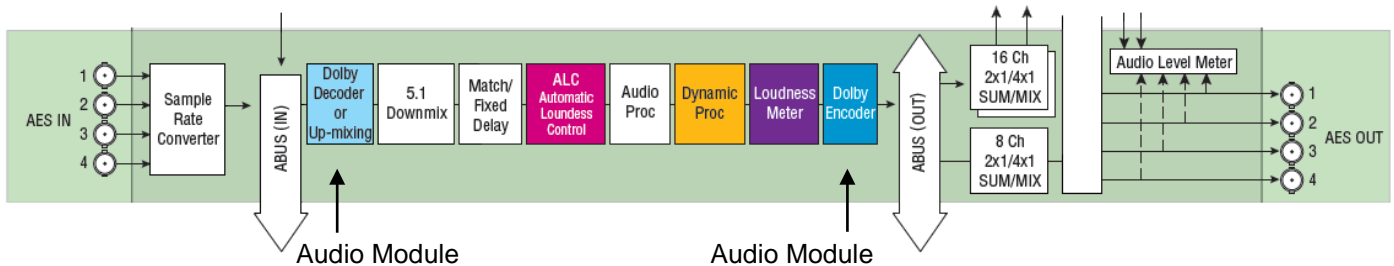 AES IN
1
2
3
4
Sample
Rate
Converter
ABUS (IN)
Dolby
Decoder
or
Up-mixing
5.1
Downmix
Match/
Fixed
Delay
ALC
Automatic
Loundess
Control
Audio
Proc
Dynamic
Proc
Loudness
Meter
Dolby
Encoder
ABUS (OUT)
16 Ch
2x1/4x1
SUM/MIX
8 Ch
2x1/4x1
SUM/MIX
Audio Level Meter
1
2
3
4
AES OUT
Audio Module
Audio Module